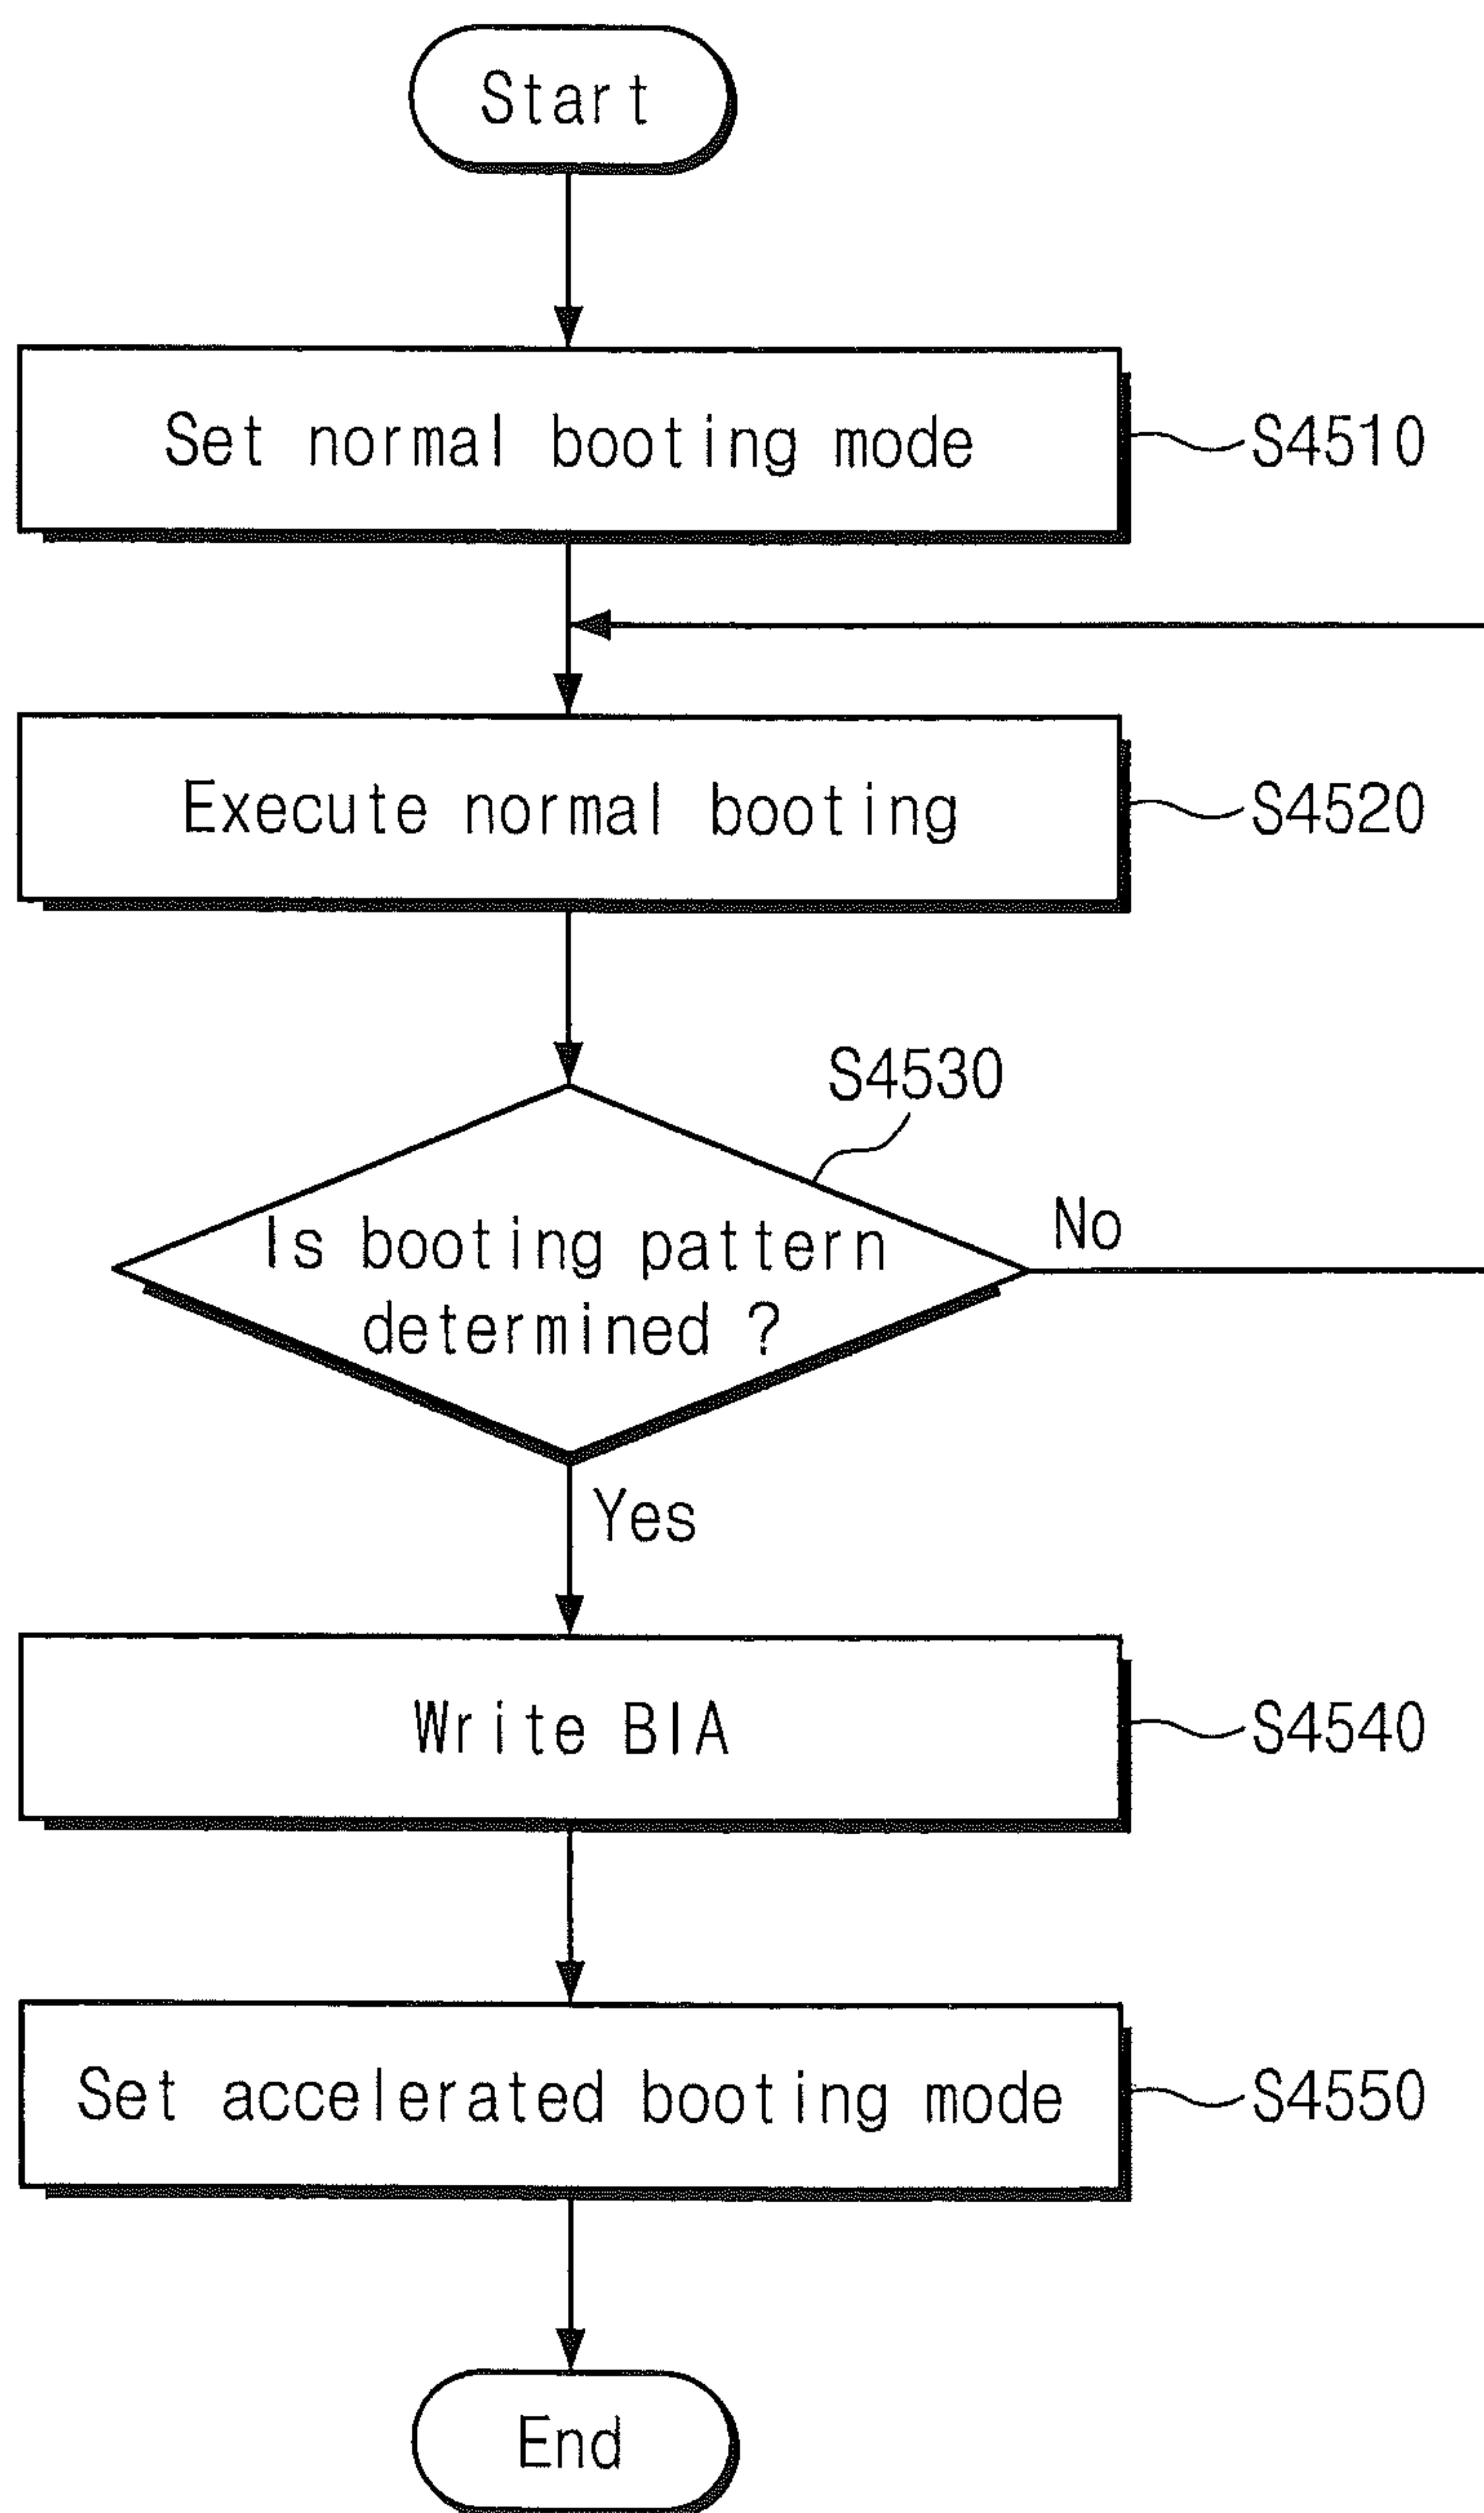 Start
Set normal booting mode
S4510
Execute normal booting
S4520
S4530
Is booting pattern
determined ?
No
Yes
Write BIA
S4540
Set accelerated booting mode
S4550
End